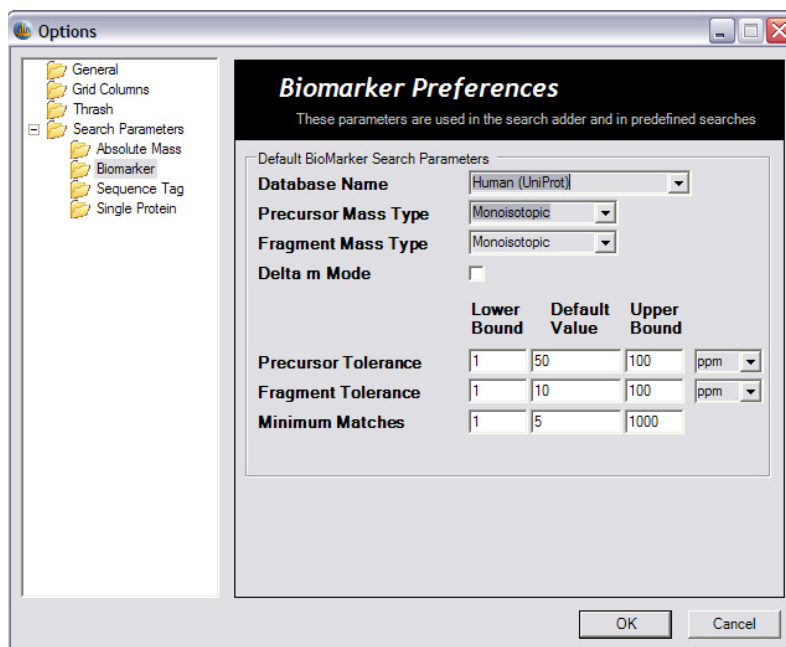 Options
General
Grid Columns
Thrash
Search Parameters
Absolute Mass
Biomarker
Sequence Tag
Single Protein
Biomarker Preferences
These parameters are used in the search adder and in predefined searches
Default BioMarker Search Parameters
Database Name Human (UniProt)
Precursor Mass Type Monoisotopic
Fragment Mass Type Monoisotopic
Delta m Mode
Lower Default Upper
Bound Value Bound
Precursor Tolerance 1 50 100 ppm
Fragment Tolerance 1 10 100 ppm
Minimum Matches 1 5 1000
OK Cancel